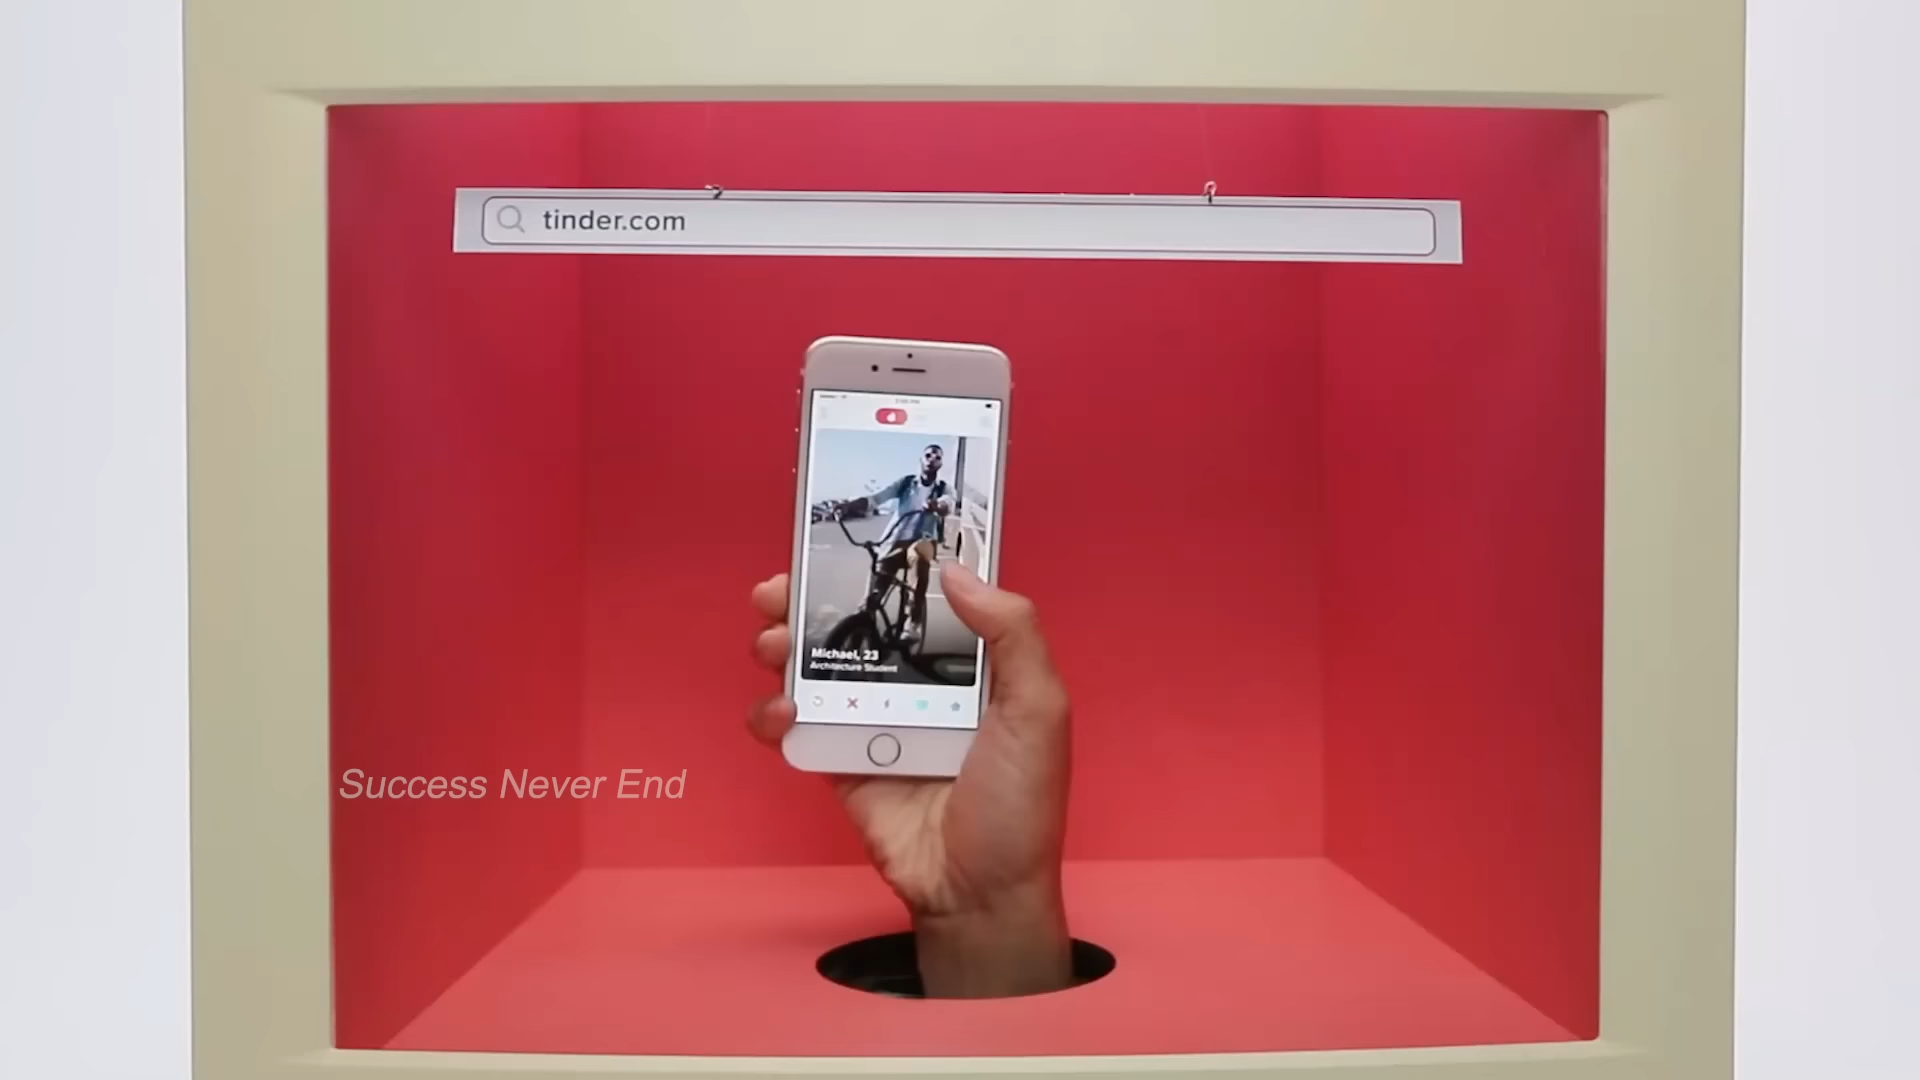 tinder.com
Michael, 23
Architecture Student
Success Never End